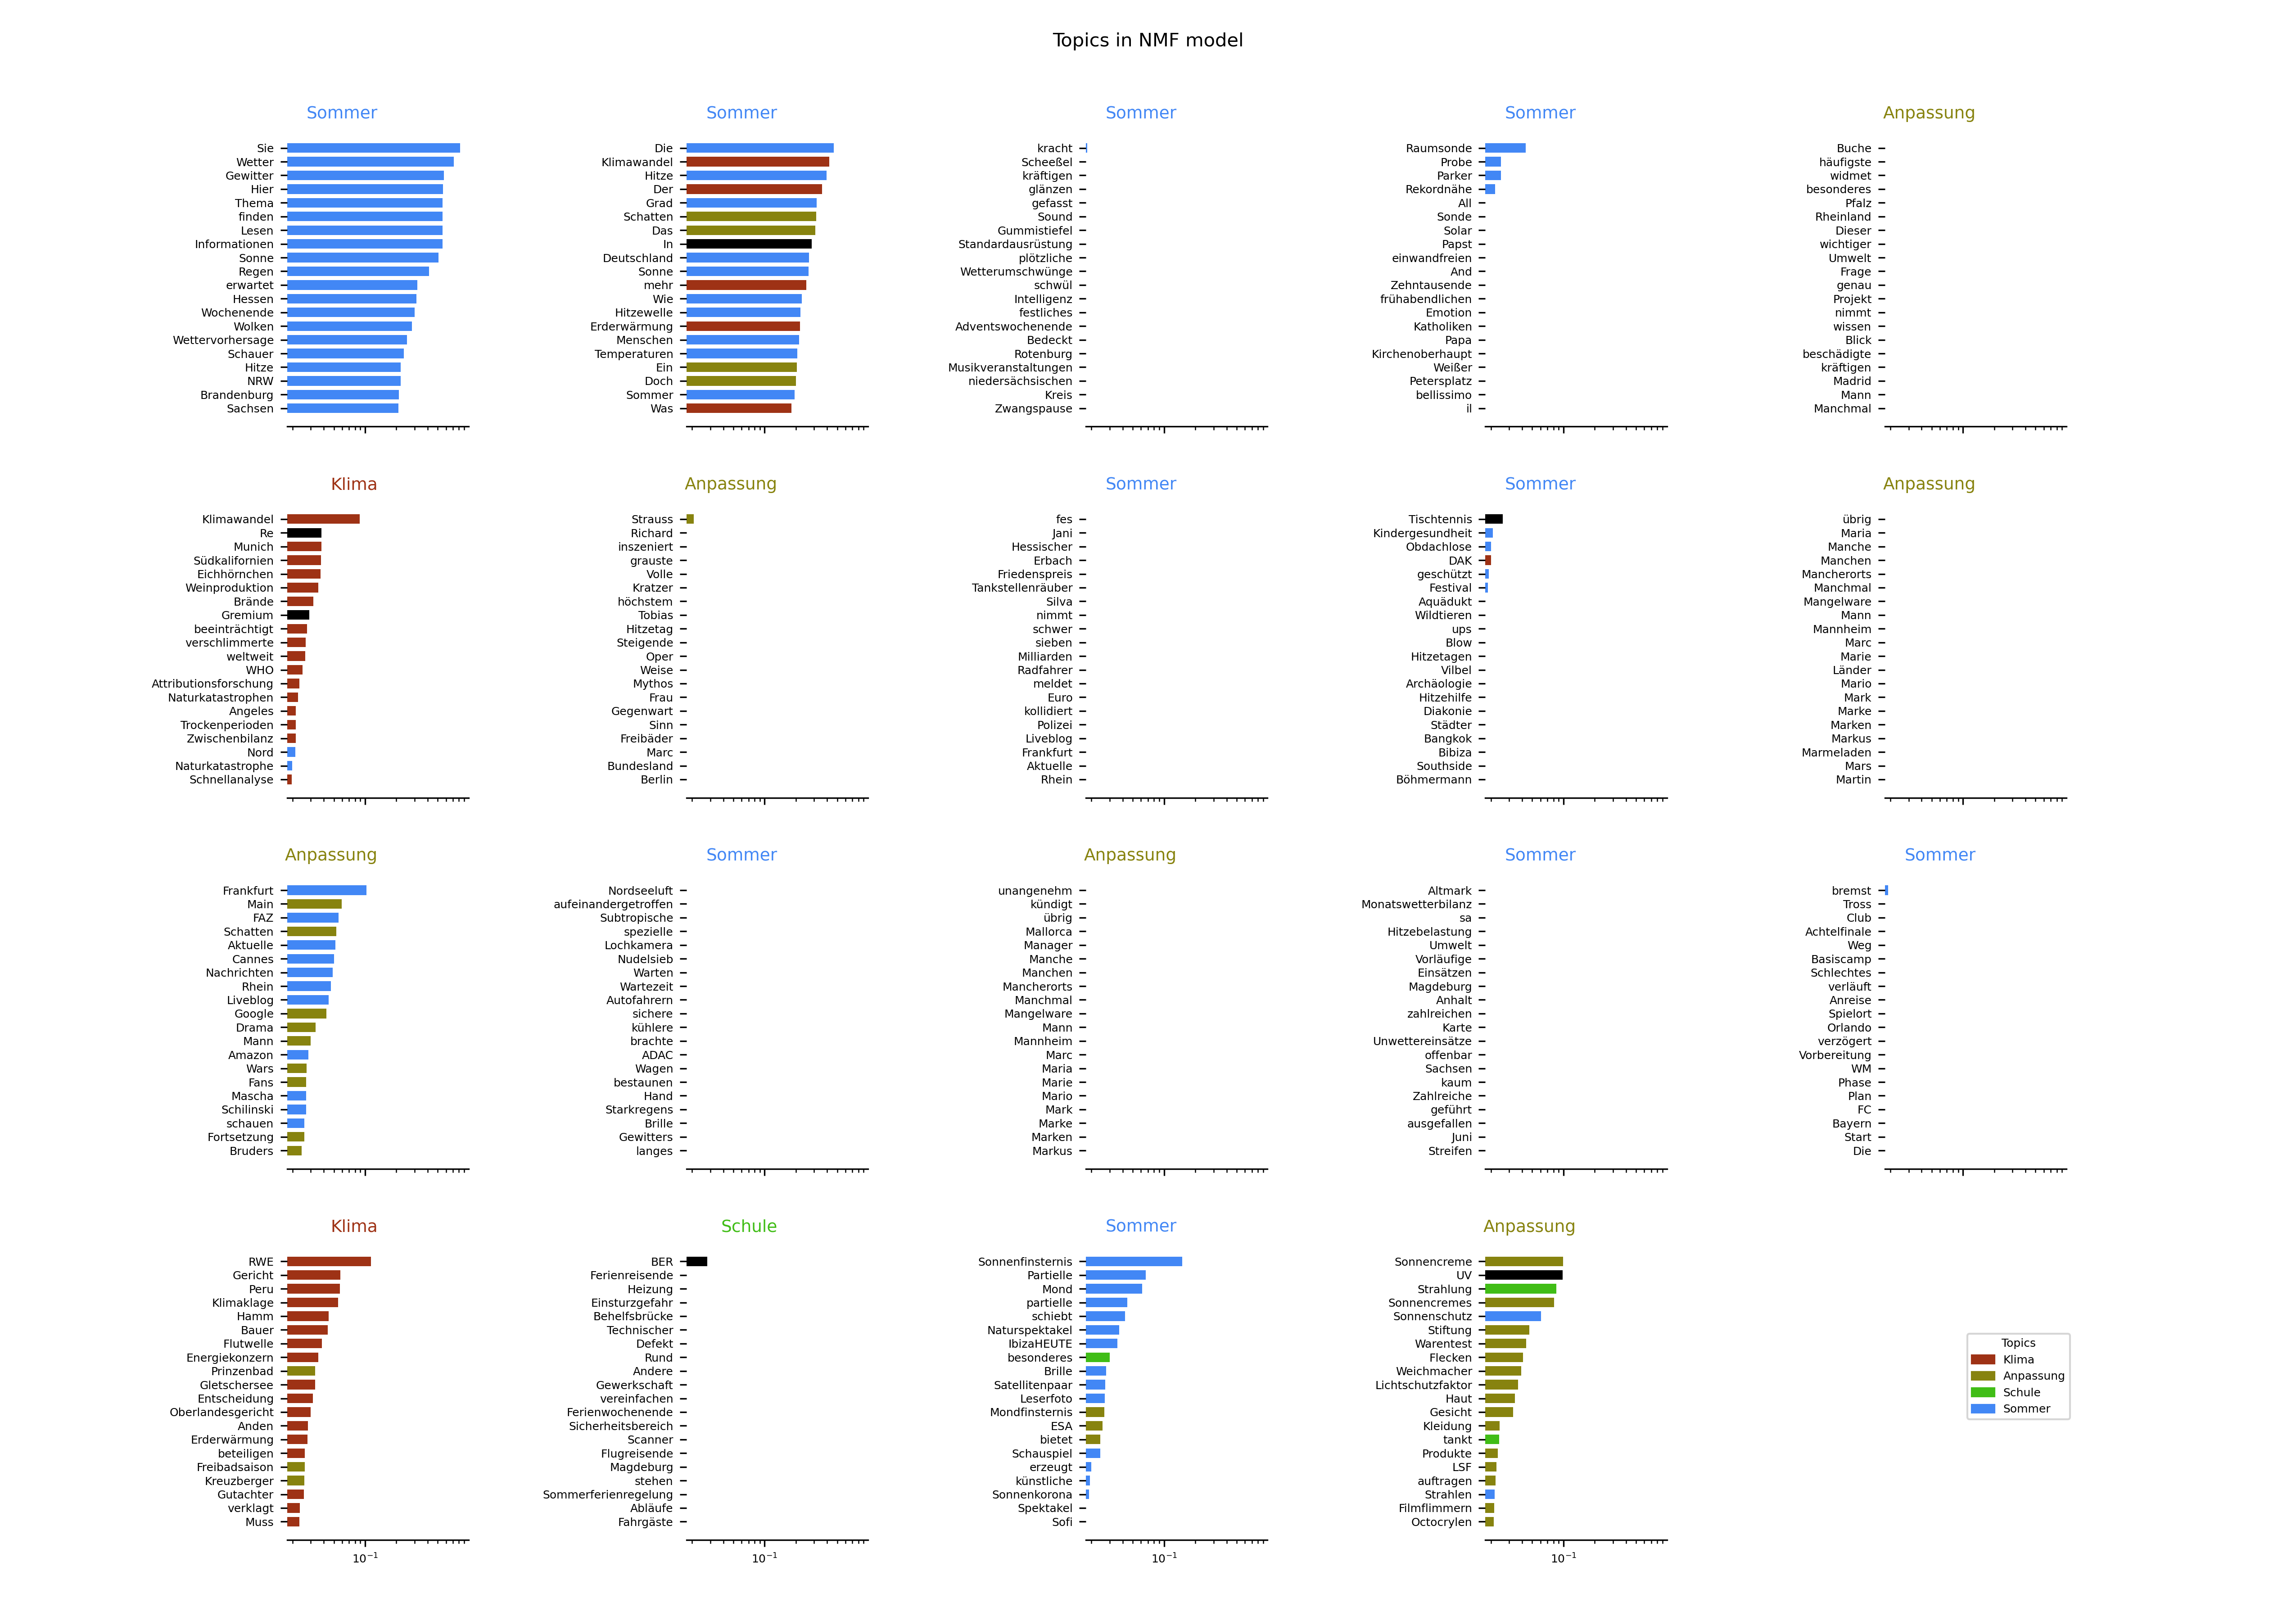 Topics in NMF model
Sommer
Sie
Wetter
Gewitter
Hier
Thema
finden
Lesen
Informationen
Sonne
Regen
erwartet
Hessen
Wochenende
Wolken
Wettervorhersage
Schauer
Hitze
NRW
Brandenburg
Sachsen
Sommer
Die
Klimawandel
Hitze
Der
Grad
Schatten
Das
In
Deutschland
Sonne
mehr
Wie
Hitzewelle
Erderwärmung
Menschen
Temperaturen
Ein
Doch
Sommer
Was
Sommer
kracht
Scheeßel
kräftigen
glänzen
gefasst
Sound
Gummistiefel
Standardausrüstung
plötzliche
Wetterumschwünge
schwül
Intelligenz
festliches
Adventswochenende
Bedeckt
Rotenburg
Musikveranstaltungen
niedersächsischen
Kreis
Zwangspause
Sommer
Raumsonde
Probe
Parker
Rekordnähe
All
Sonde
Solar
Papst
einwandfreien
And
Zehntausende
frühabendlichen
Emotion
Katholiken
Papa
Kirchenoberhaupt
Weißer
Petersplatz
bellissimo
il
Anpassung
Buche
häufigste
widmet
besonderes
Pfalz
Rheinland
Dieser
wichtiger
Umwelt
Frage
genau
Projekt
nimmt
wissen
Blick
beschädigte
kräftigen
Madrid
Mann
Manchmal
Klima
Klimawandel
Re
Munich
Südkalifornien
Eichhörnchen
Weinproduktion
Brände
Gremium
beeinträchtigt
verschlimmerte
weltweit
WHO
Attributionsforschung
Naturkatastrophen
Angeles
Trockenperioden
Zwischenbilanz
Nord
Naturkatastrophe
Schnellanalyse
Anpassung
Strauss
Richard
inszeniert
grauste
Volle
Kratzer
höchstem
Tobias
Hitzetag
Steigende
Oper
Weise
Mythos
Frau
Gegenwart
Sinn
Freibäder
Marc
Bundesland
Berlin
Sommer
fes
Jani
Hessischer
Erbach
Friedenspreis
Tankstellenräuber
Silva
nimmt
schwer
sieben
Milliarden
Radfahrer
meldet
Euro
kollidiert
Polizei
Liveblog
Frankfurt
Aktuelle
Rhein
Sommer
Tischtennis
Kindergesundheit
Obdachlose
DAK
geschützt
Festival
Aquädukt
Wildtieren
ups
Blow
Hitzetagen
Vilbel
Archäologie
Hitzehilfe
Diakonie
Städter
Bangkok
Bibiza
Southside
Böhmermann
Anpassung
übrig
Maria
Manche
Manchen
Mancherorts
Manchmal
Mangelware
Mann
Mannheim
Marc
Marie
Länder
Mario
Mark
Marke
Marken
Markus
Marmeladen
Mars
Martin
Anpassung
Frankfurt
Main
FAZ
Schatten
Aktuelle
Cannes
Nachrichten
Rhein
Liveblog
Google
Drama
Mann
Amazon
Wars
Fans
Mascha
Schilinski
schauen
Fortsetzung
Bruders
Sommer
Nordseeluft
aufeinandergetroffen
Subtropische
spezielle
Lochkamera
Nudelsieb
Warten
Wartezeit
Autofahrern
sichere
kühlere
brachte
ADAC
Wagen
bestaunen
Hand
Starkregens
Brille
Gewitters
langes
Anpassung
unangenehm
kündigt
übrig
Mallorca
Manager
Manche
Manchen
Mancherorts
Manchmal
Mangelware
Mann
Mannheim
Marc
Maria
Marie
Mario
Mark
Marke
Marken
Markus
Sommer
Altmark
Monatswetterbilanz
sa
Hitzebelastung
Umwelt
Vorläufige
Einsätzen
Magdeburg
Anhalt
zahlreichen
Karte
Unwettereinsätze
offenbar
Sachsen
kaum
Zahlreiche
geführt
ausgefallen
Juni
Streifen
Sommer
bremst
Tross
Club
Achtelfinale
Weg
Basiscamp
Schlechtes
verläuft
Anreise
Spielort
Orlando
verzögert
Vorbereitung
WM
Phase
Plan
FC
Bayern
Start
Die
Klima
RWE
Gericht
Peru
Klimaklage
Hamm
Bauer
Flutwelle
Energiekonzern
Prinzenbad
Gletschersee
Entscheidung
Oberlandesgericht
Anden
Erderwärmung
beteiligen
Freibadsaison
Kreuzberger
Gutachter
verklagt
Muss
10⁻¹
Schule
BER
Ferienreisende
Heizung
Einsturzgefahr
Behelfsbrücke
Technischer
Defekt
Rund
Andere
Gewerkschaft
vereinfachen
Ferienwochenende
Sicherheitsbereich
Scanner
Flugreisende
Magdeburg
stehen
Sommerferienregelung
Abläufe
Fahrgäste
10⁻¹
Sommer
Sonnenfinsternis
Partielle
Mond
partielle
schiebt
Naturspektakel
IbizaHEUTE
besonderes
Brille
Satellitenpaar
Leserfoto
Mondfinsternis
ESA
bietet
Schauspiel
erzeugt
künstliche
Sonnenkorona
Spektakel
Sofi
10⁻¹
Anpassung
Sonnencreme
UV
Strahlung
Sonnencremes
Sonnenschutz
Stiftung
Warentest
Flecken
Weichmacher
Lichtschutzfaktor
Haut
Gesicht
Kleidung
tankt
Produkte
LSF
auftragen
Strahlen
Filmflimmern
Octocrylen
10⁻¹
Topics
Klima
Anpassung
Schule
Sommer